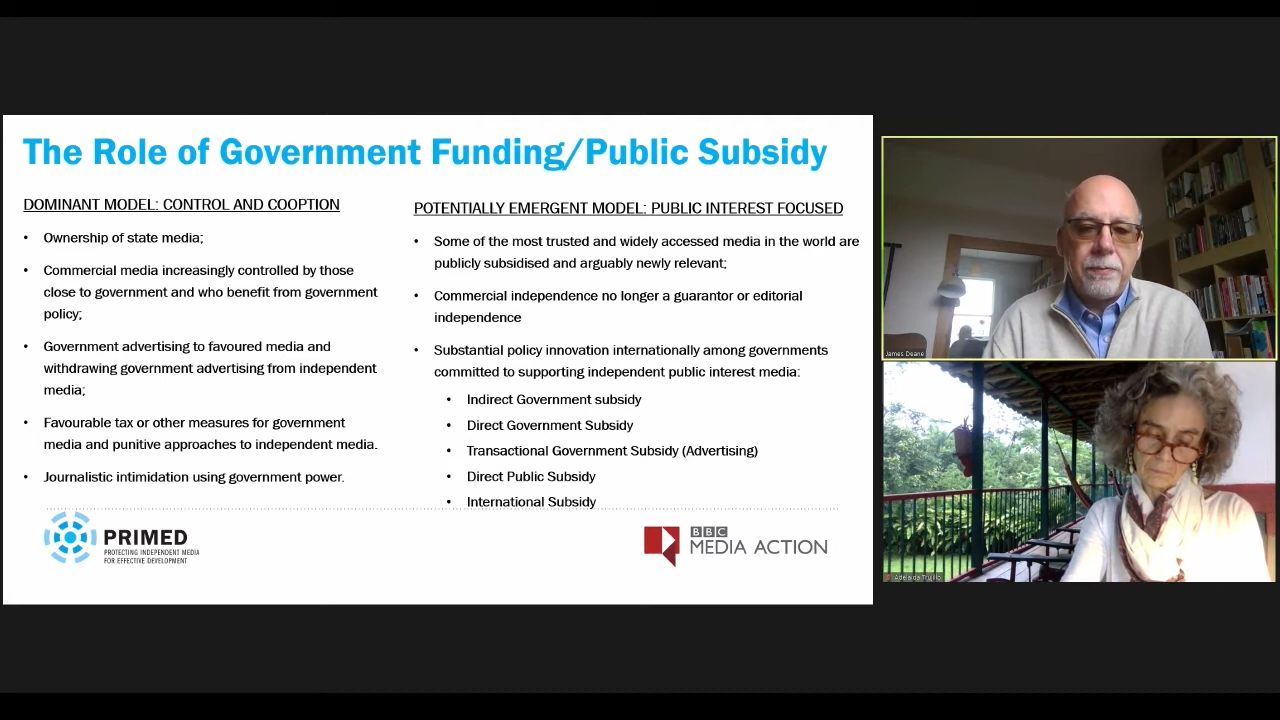 The Role of Government Funding/Public Subsidy
DOMINANT MODEL: CONTROL AND COOPTION
• Ownership of state media;
• Commercial media increasingly controlled by those
close to government and who benefit from government
policy;
• Government advertising to favoured media and
withdrawing government advertising from independent
media;
• Favourable tax or other measures for government
media and punitive approaches to independent media.
• Journalistic intimidation using government power.
POTENTIALLY EMERGENT MODEL: PUBLIC INTEREST FOCUSED
• Some of the most trusted and widely accessed media in the world are
publicly subsidised and arguably newly relevant;
• Commercial independence no longer a guarantor or editorial
independence
• Substantial policy innovation internationally among governments
committed to supporting independent public interest media:
• Indirect Government subsidy
• Direct Government Subsidy
• Transactional Government Subsidy (Advertising)
• Direct Public Subsidy
• International Subsidy
PRIMED
PROTECTING INDEPENDENT MEDIA
FOR EFFECTIVE DEVELOPMENT
BBC
MEDIA ACTION
James Deane
Adelaida Trujillo